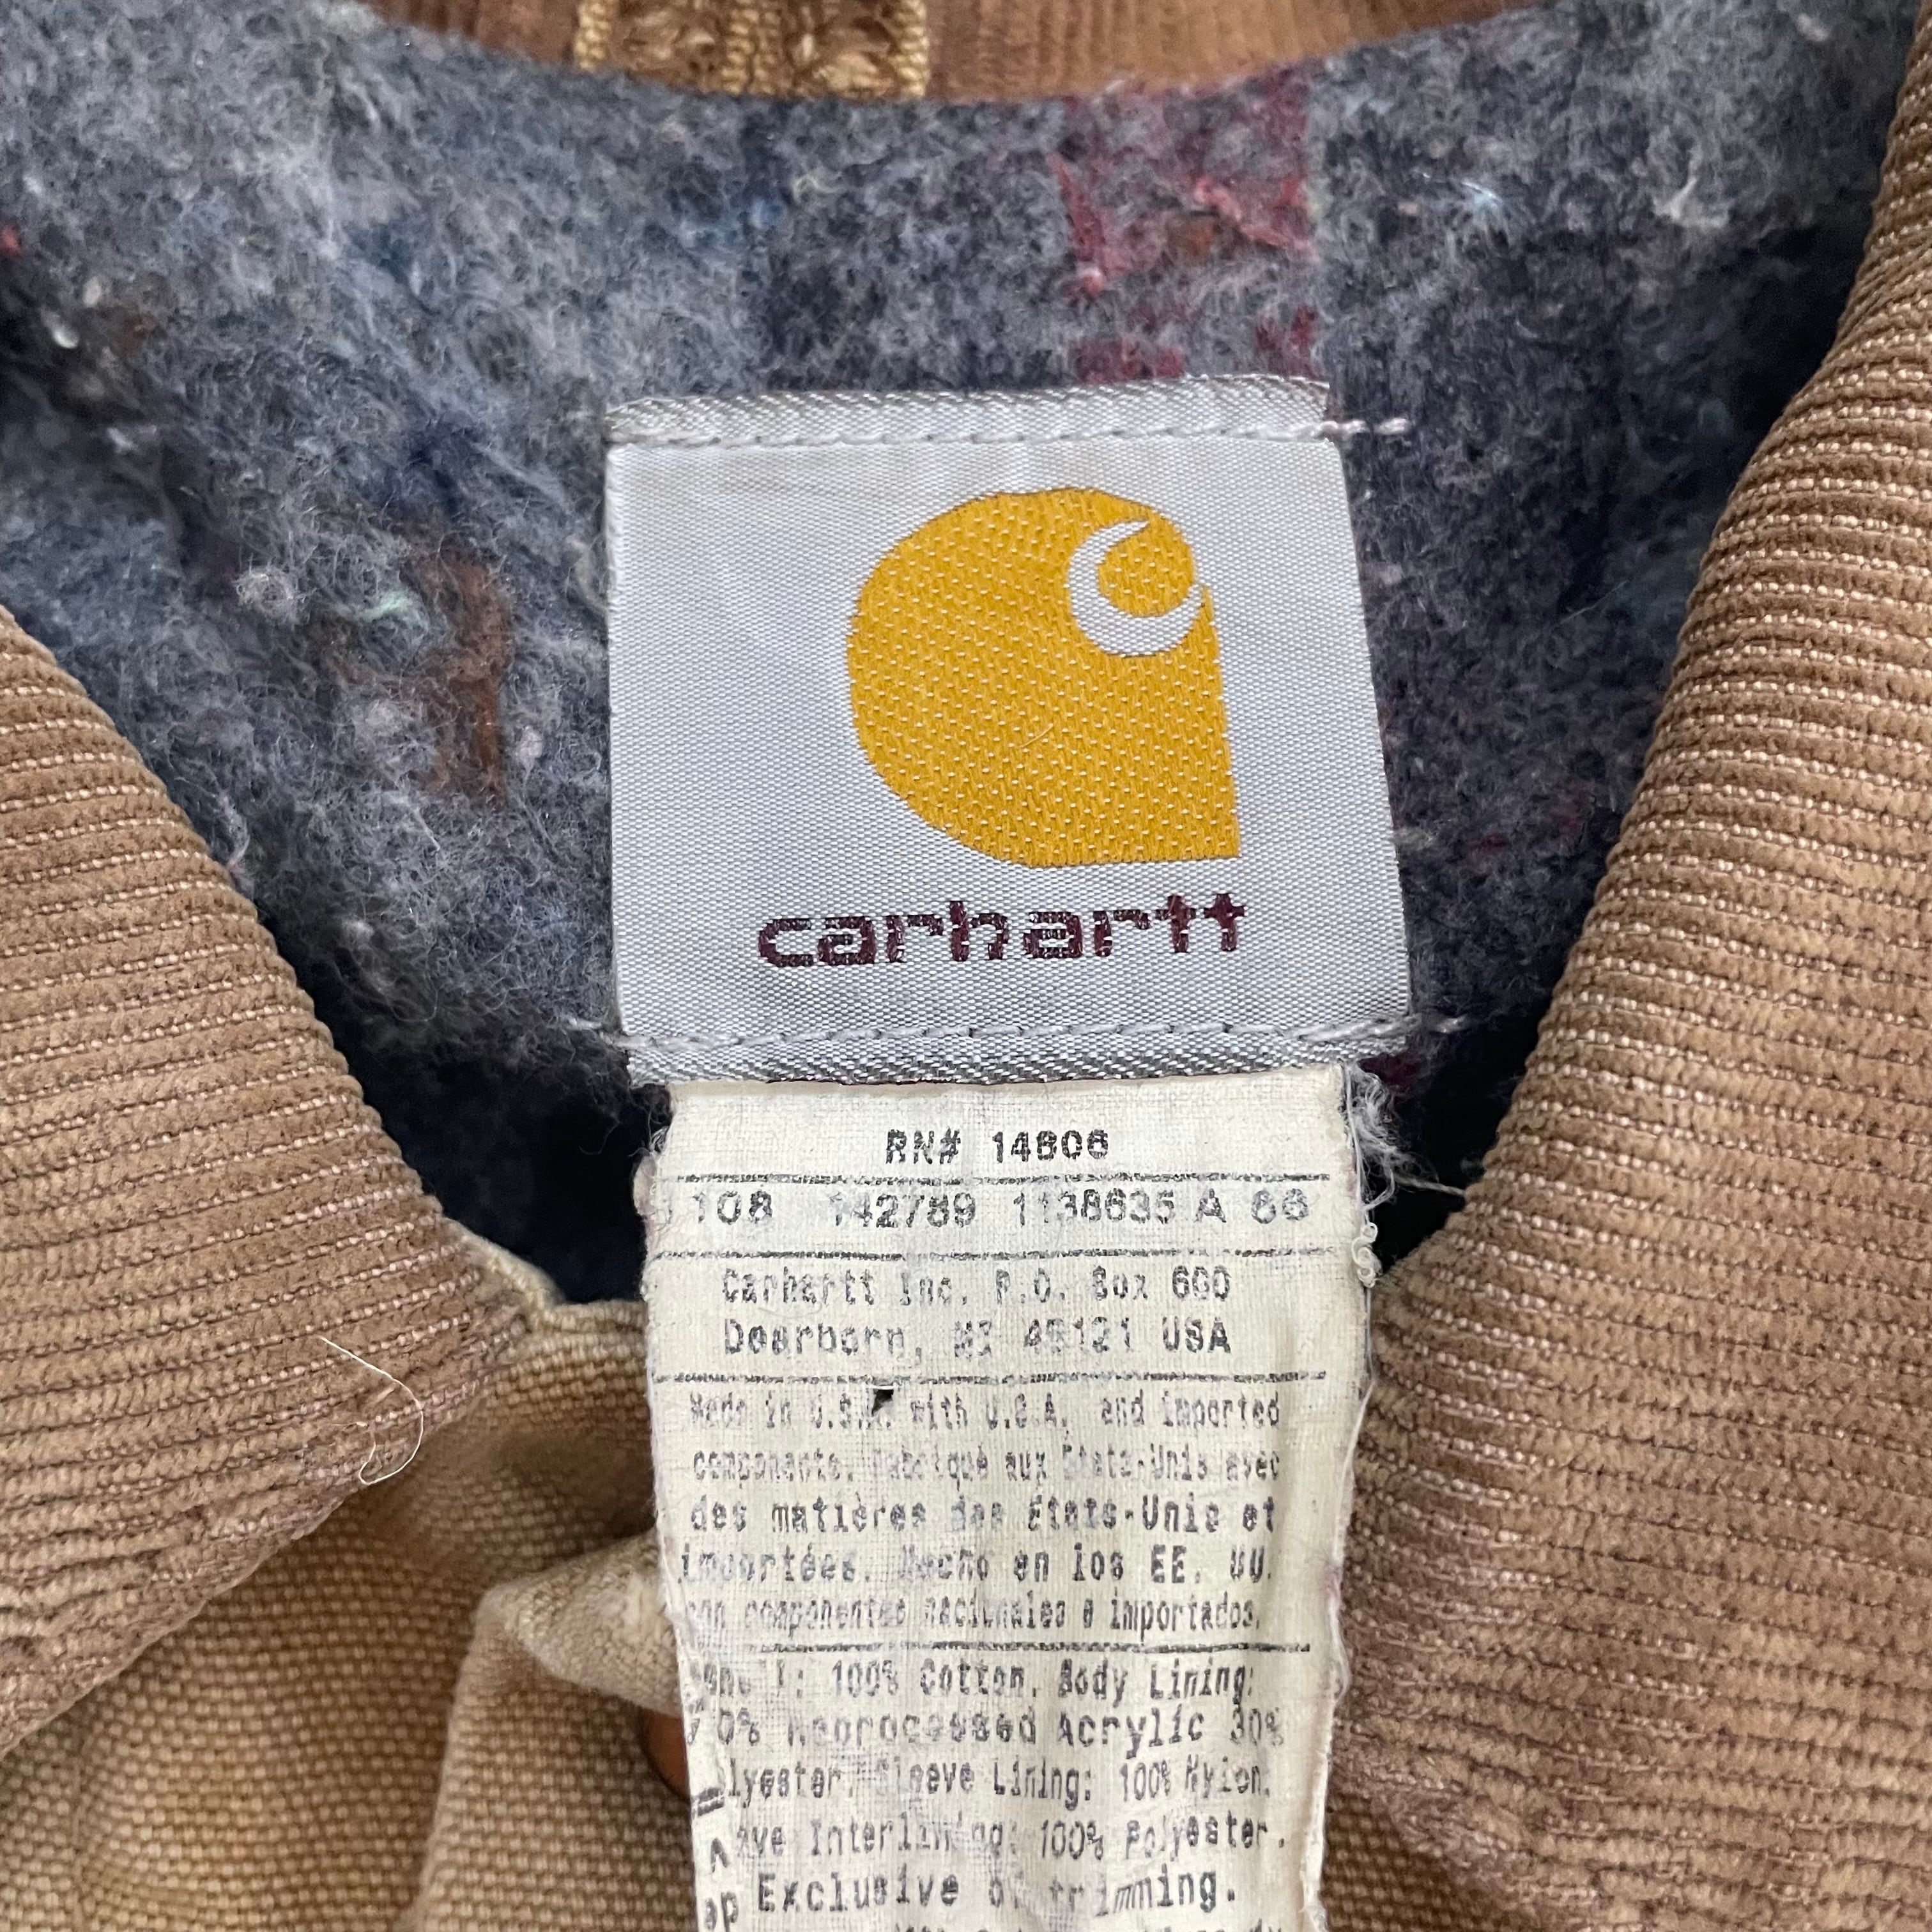 carhartt
RN# 14806
108 142789 1138635 A 66
Carhartt Inc. P.O. Box 600
Dearborn, MI 48121 USA
Made in U.S.A. with U.S.A. and imported
components. Fabriqué aux États-Unis avec
des matières des États-Unis et
importées. Hecho en los EE. UU.
con componentes nacionales e importados.
100% Cotton. Body Lining:
0% Reprocessed Acrylic 30%
lyester. Sleeve Lining: 100% Nylon.
Interlining: 100% Polyester.
Exclusive of trimming.